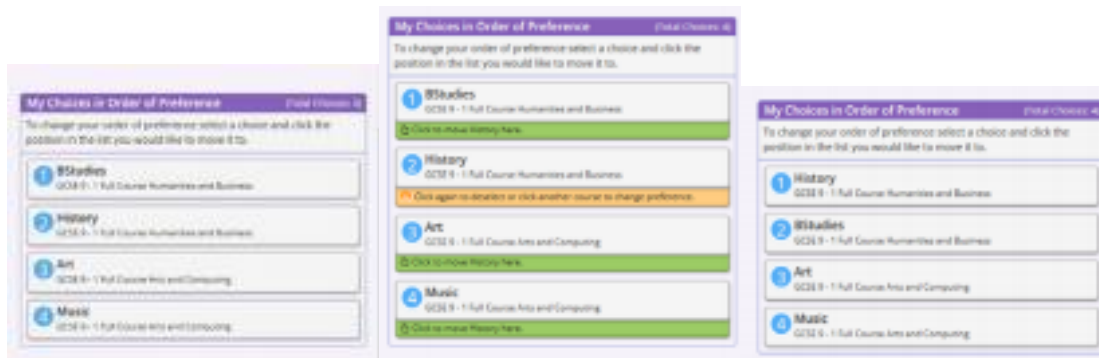 My Choices in Order of Preference (Total Choices: 4)
To change your order of preference select a choice and click the
position in the list you would like to move it to.
1 BStudies
GCSE 9 - 1 Full Course Humanities and Business
2 History
GCSE 9 - 1 Full Course Humanities and Business
3 Art
GCSE 9 - 1 Full Course Arts and Computing
4 Music
GCSE 9 - 1 Full Course Arts and Computing
My Choices in Order of Preference (Total Choices: 4)
To change your order of preference select a choice and click the
position in the list you would like to move it to.
1 BStudies
GCSE 9 - 1 Full Course Humanities and Business
Click to move History here.
2 History
GCSE 9 - 1 Full Course Humanities and Business
Click again to deselect or click another course to change preference.
3 Art
GCSE 9 - 1 Full Course Arts and Computing
Click to move History here.
4 Music
GCSE 9 - 1 Full Course Arts and Computing
Click to move History here.
My Choices in Order of Preference (Total Choices: 4)
To change your order of preference select a choice and click the
position in the list you would like to move it to.
1 History
GCSE 9 - 1 Full Course Humanities and Business
2 BStudies
GCSE 9 - 1 Full Course Humanities and Business
3 Art
GCSE 9 - 1 Full Course Arts and Computing
4 Music
GCSE 9 - 1 Full Course Arts and Computing